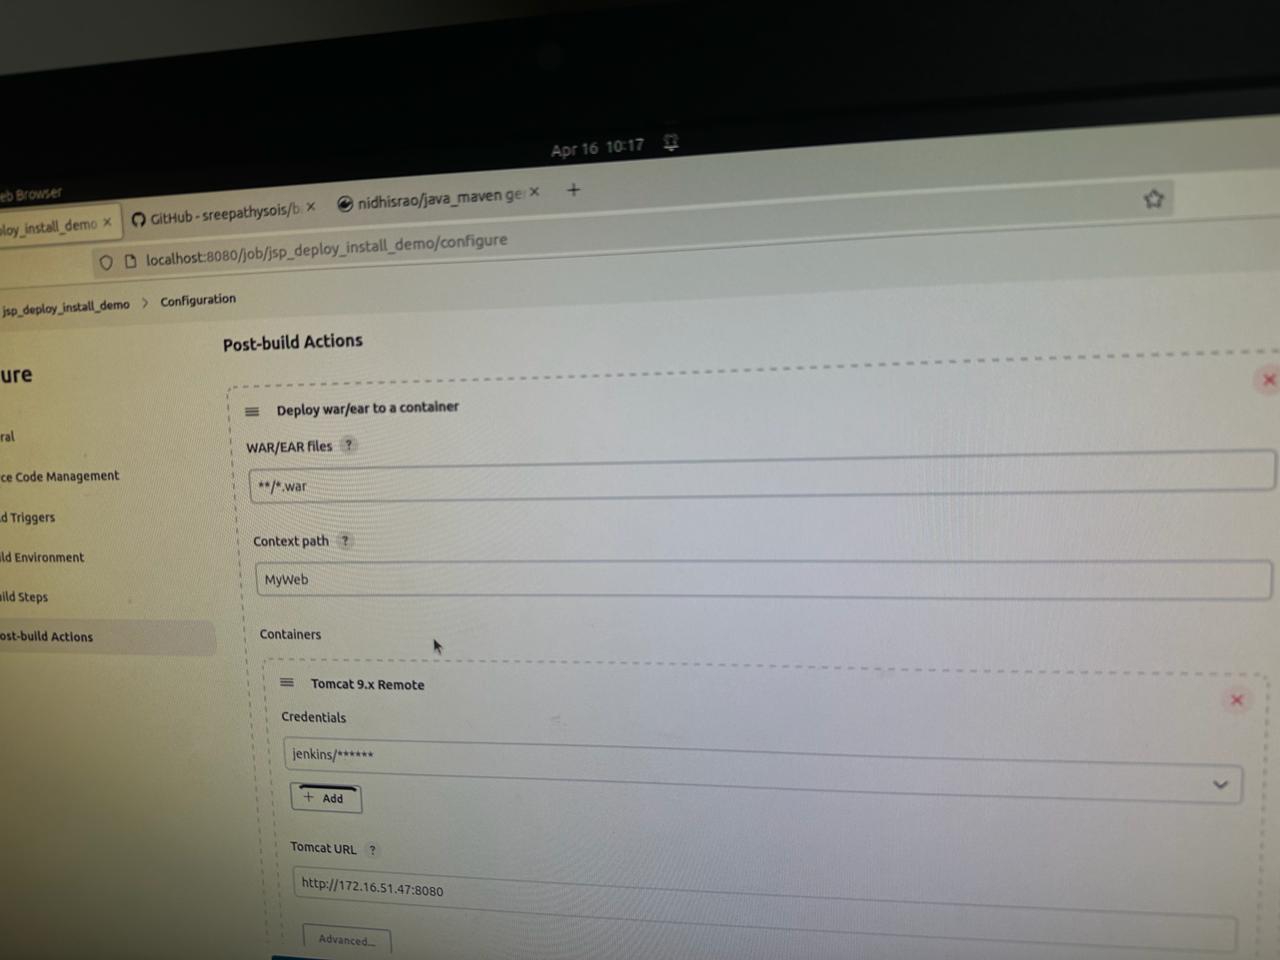 Apr 16 10:17
eb Browser
loy_install_demo
GitHub - sreepathysois/b
nidhisrao/java_maven ge
localhost:8080/job/jsp_deploy_install_demo/configure
jsp_deploy_install_demo > Configuration
ure
ral
ce Code Management
d Triggers
ild Environment
ild Steps
ost-build Actions
Post-build Actions
Deploy war/ear to a container
WAR/EAR files ?
**/*.war
Context path ?
MyWeb
Containers
Tomcat 9.x Remote
Credentials
jenkins/******
+ Add
Tomcat URL ?
http://172.16.51.47:8080
Advanced...